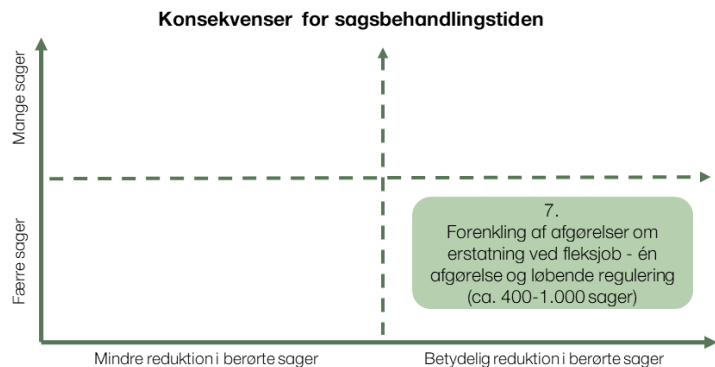 Konsekvenser for sagsbehandlingstiden
Mange sager
Færre sager
7.
Forenkling af afgørelser om
erstatning ved fleksjob - én
afgørelse og løbende regulering
(ca. 400-1.000 sager)
Mindre reduktion i berørte sager
Betydelig reduktion i berørte sager